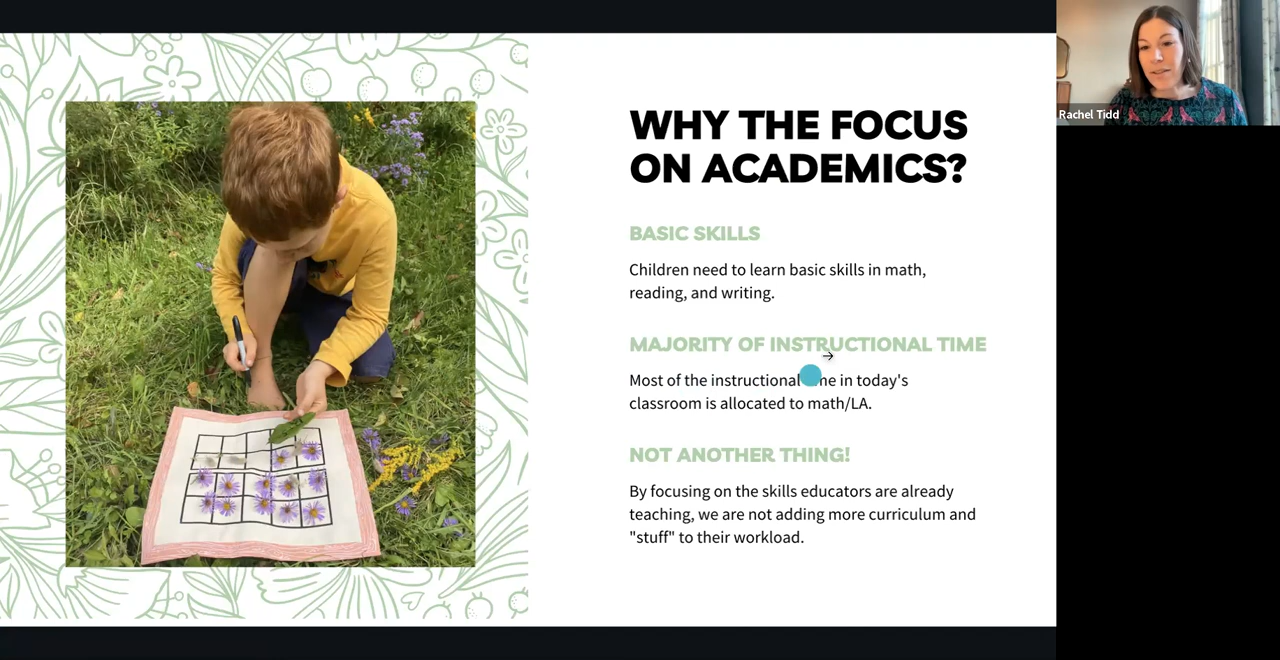 WHY THE FOCUS
ON ACADEMICS?
BASIC SKILLS
Children need to learn basic skills in math,
reading, and writing.
MAJORITY OF INSTRUCTIONAL TIME
Most of the instructional me in today's
classroom is allocated to math/LA.
NOT ANOTHER THING!
By focusing on the skills educators are already
teaching, we are not adding more curriculum and
"stuff" to their workload.
Rachel Tidd